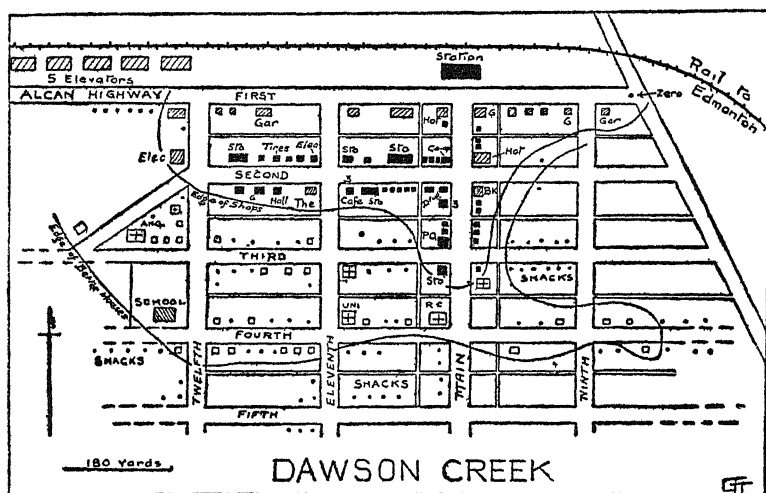 Station
5 Elevators
Rail to
Edmonton
ALCAN HIGHWAY
FIRST
Zero
Gar
Hot
G
G
Gar
Elec
Sto
Tires
Elec
Sto
Sto
Hot
SECOND
G
Hall
The
Cafe
Sto
BK
Edge of Shops
ANG.
PO
Edge of Better houses
THIRD
Sto
SHACKS
SCHOOL
UNI
RC
FOURTH
SHACKS
SHACKS
TWELFTH
ELEVENTH
MAIN
NINTH
FIFTH
180 Yards
DAWSON CREEK